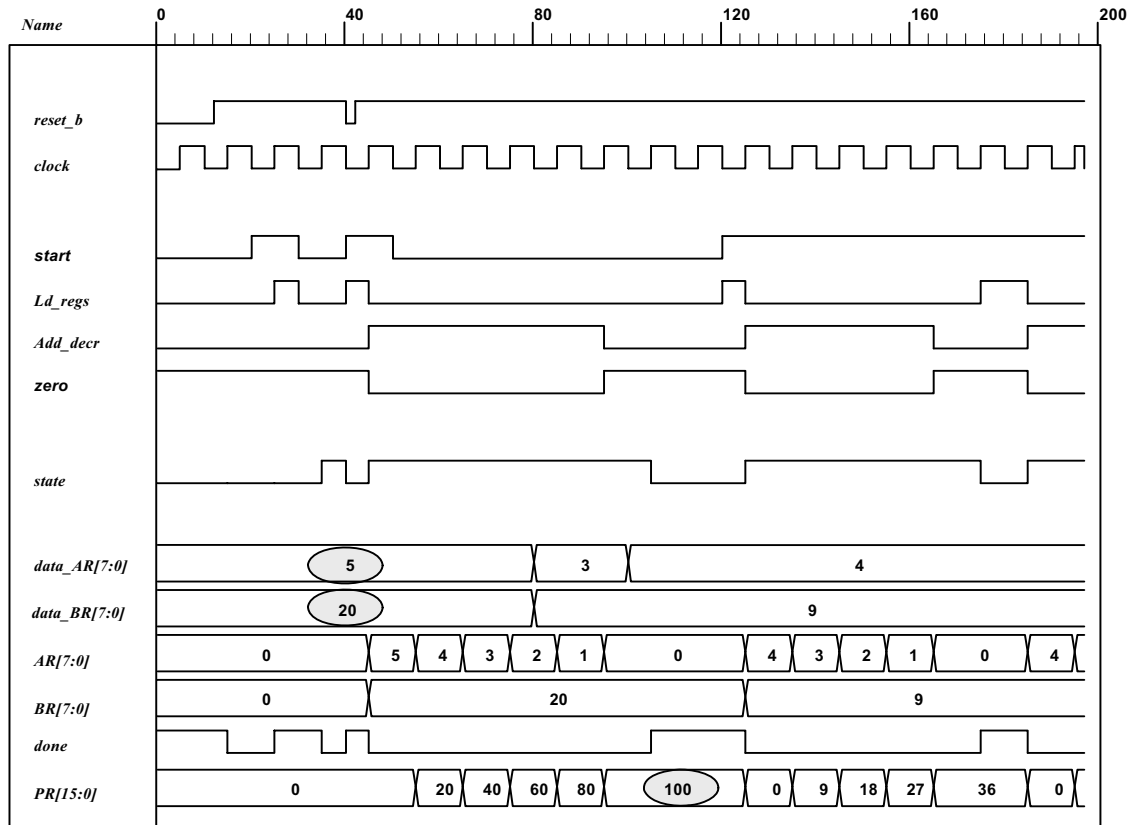 Name 0 40 80 120 160 200
reset_b
clock
start
Ld_regs
Add_decr
zero
state
data_AR[7:0] 5 3 4
data_BR[7:0] 20 9
AR[7:0] 0 5 4 3 2 1 0 4 3 2 1 0 4
BR[7:0] 0 20 9
done
PR[15:0] 0 20 40 60 80 100 0 9 18 27 36 0